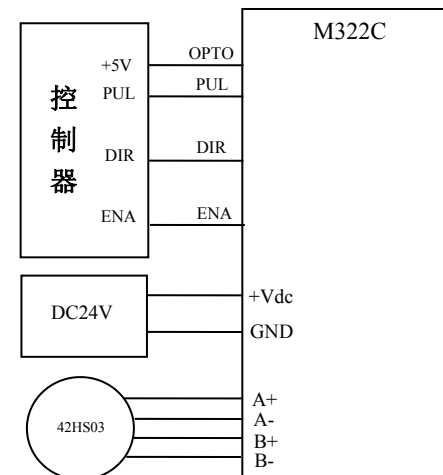 M322C
控制器
+5V
OPTO
PUL
PUL
DIR
DIR
ENA
ENA
DC24V
+Vdc
GND
42HS03
A+
A-
B+
B-